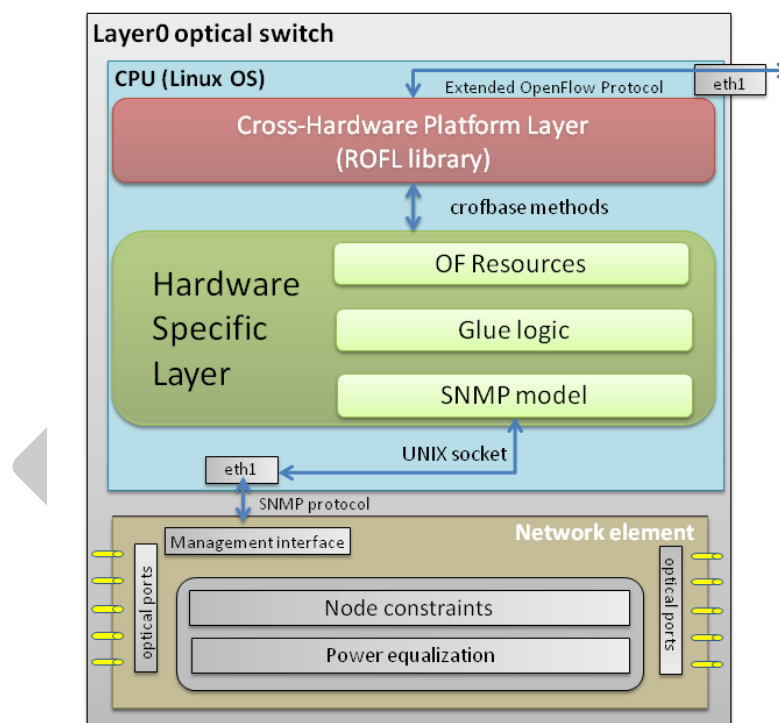 Layer0 optical switch
CPU (Linux OS)
Extended OpenFlow Protocol
eth1
Cross-Hardware Platform Layer
(ROFL library)
crofbase methods
Hardware
Specific
Layer
OF Resources
Glue logic
SNMP model
UNIX socket
eth1
SNMP protocol
Network element
Management interface
optical ports
optical ports
Node constraints
Power equalization